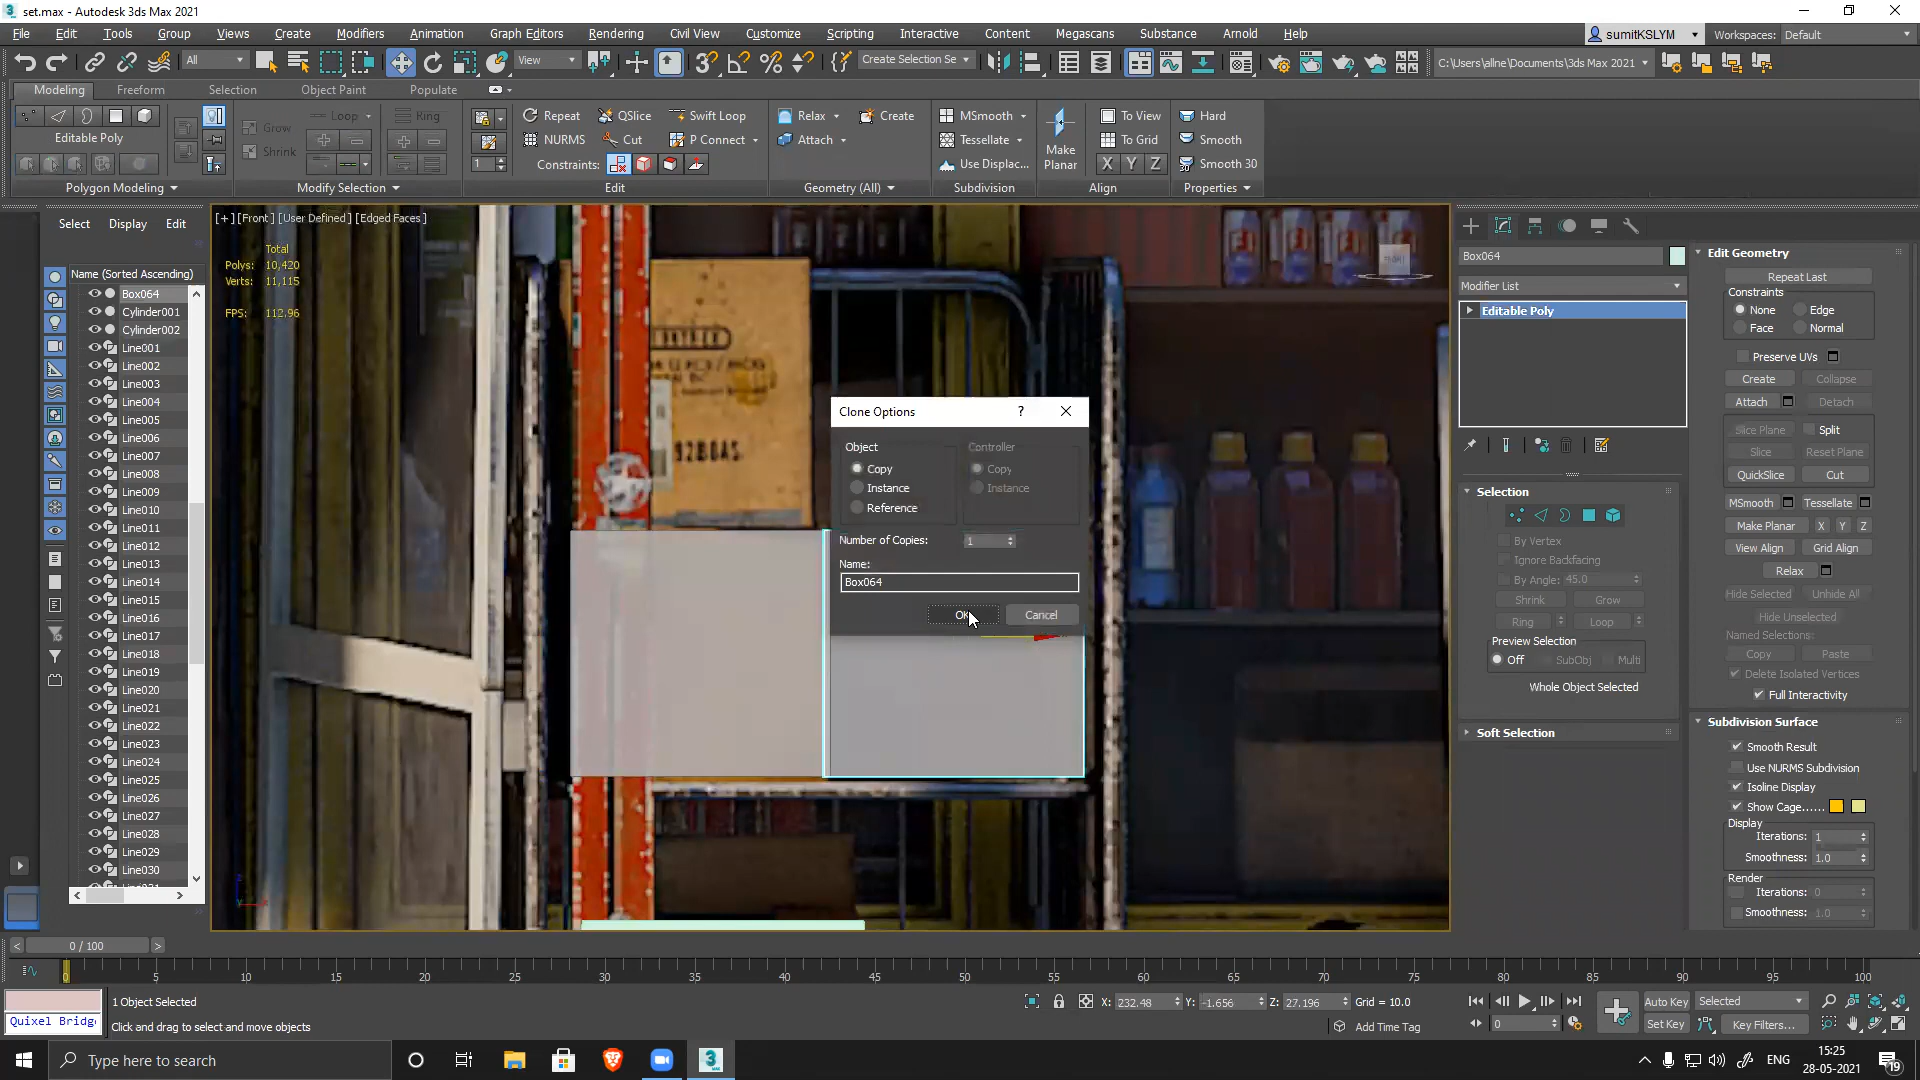 set.max - Autodesk 3ds Max 2021
File Edit Tools Group Views Create Modifiers Animation Graph Editors Rendering Civil View Customize Scripting Interactive Content Megascans Substance Arnold Help
sumitKSLYM Workspaces: Default
All View Create Selection Se C:\Users\allne\Documents\3ds Max 2021
Modeling Freeform Selection Object Paint Populate
Editable Poly
Polygon Modeling
Grow Loop Ring
Shrink
Modify Selection
Repeat QSlice Swift Loop
NURMS Cut P Connect
1 Constraints:
Edit
Relax Create
Attach
Geometry (All)
MSmooth
Tessellate
Use Displac...
Subdivision
Make Planar
To View
To Grid
X Y Z
Align
Hard
Smooth
Smooth 30
Properties
Select Display Edit
Name (Sorted Ascending)
Box064
Cylinder001
Cylinder002
Line001
Line002
Line003
Line004
Line005
Line006
Line007
Line008
Line009
Line010
Line011
Line012
Line013
Line014
Line015
Line016
Line017
Line018
Line019
Line020
Line021
Line022
Line023
Line024
Line025
Line026
Line027
Line028
Line029
Line030
[+] [Front] [User Defined] [Edged Faces]
Total
Polys: 10,420
Verts: 11,115
FPS: 112.96
FRONT
Clone Options ?
Object Controller
Copy Copy
Instance Instance
Reference
Number of Copies: 1
Name:
Box064
OK Cancel
Box064
Modifier List
Editable Poly
Selection
By Vertex
Ignore Backfacing
By Angle: 45.0
Shrink Grow
Ring Loop
Preview Selection
Off SubObj Multi
Whole Object Selected
Soft Selection
Edit Geometry
Repeat Last
Constraints
None Edge
Face Normal
Preserve UVs
Create Collapse
Attach Detach
Slice Plane Split
Slice Reset Plane
QuickSlice Cut
MSmooth Tessellate
Make Planar X Y Z
View Align Grid Align
Relax
Hide Selected Unhide All
Hide Unselected
Named Selections:
Copy Paste
Delete Isolated Vertices
Full Interactivity
Subdivision Surface
Smooth Result
Use NURMS Subdivision
Isoline Display
Show Cage......
Display
Iterations: 1
Smoothness: 1.0
Render
Iterations: 0
Smoothness: 1.0
0 / 100
0 5 10 15 20 25 30 35 40 45 50 55 60 65 70 75 80 85 90 95 100
1 Object Selected
Click and drag to select and move objects
Quixel Bridg
X: 232.48 Y: -1.656 Z: 27.196 Grid = 10.0
Add Time Tag
0
Auto Key Selected
Set Key Key Filters...
Type here to search
ENG 15:25
28-05-2021
19